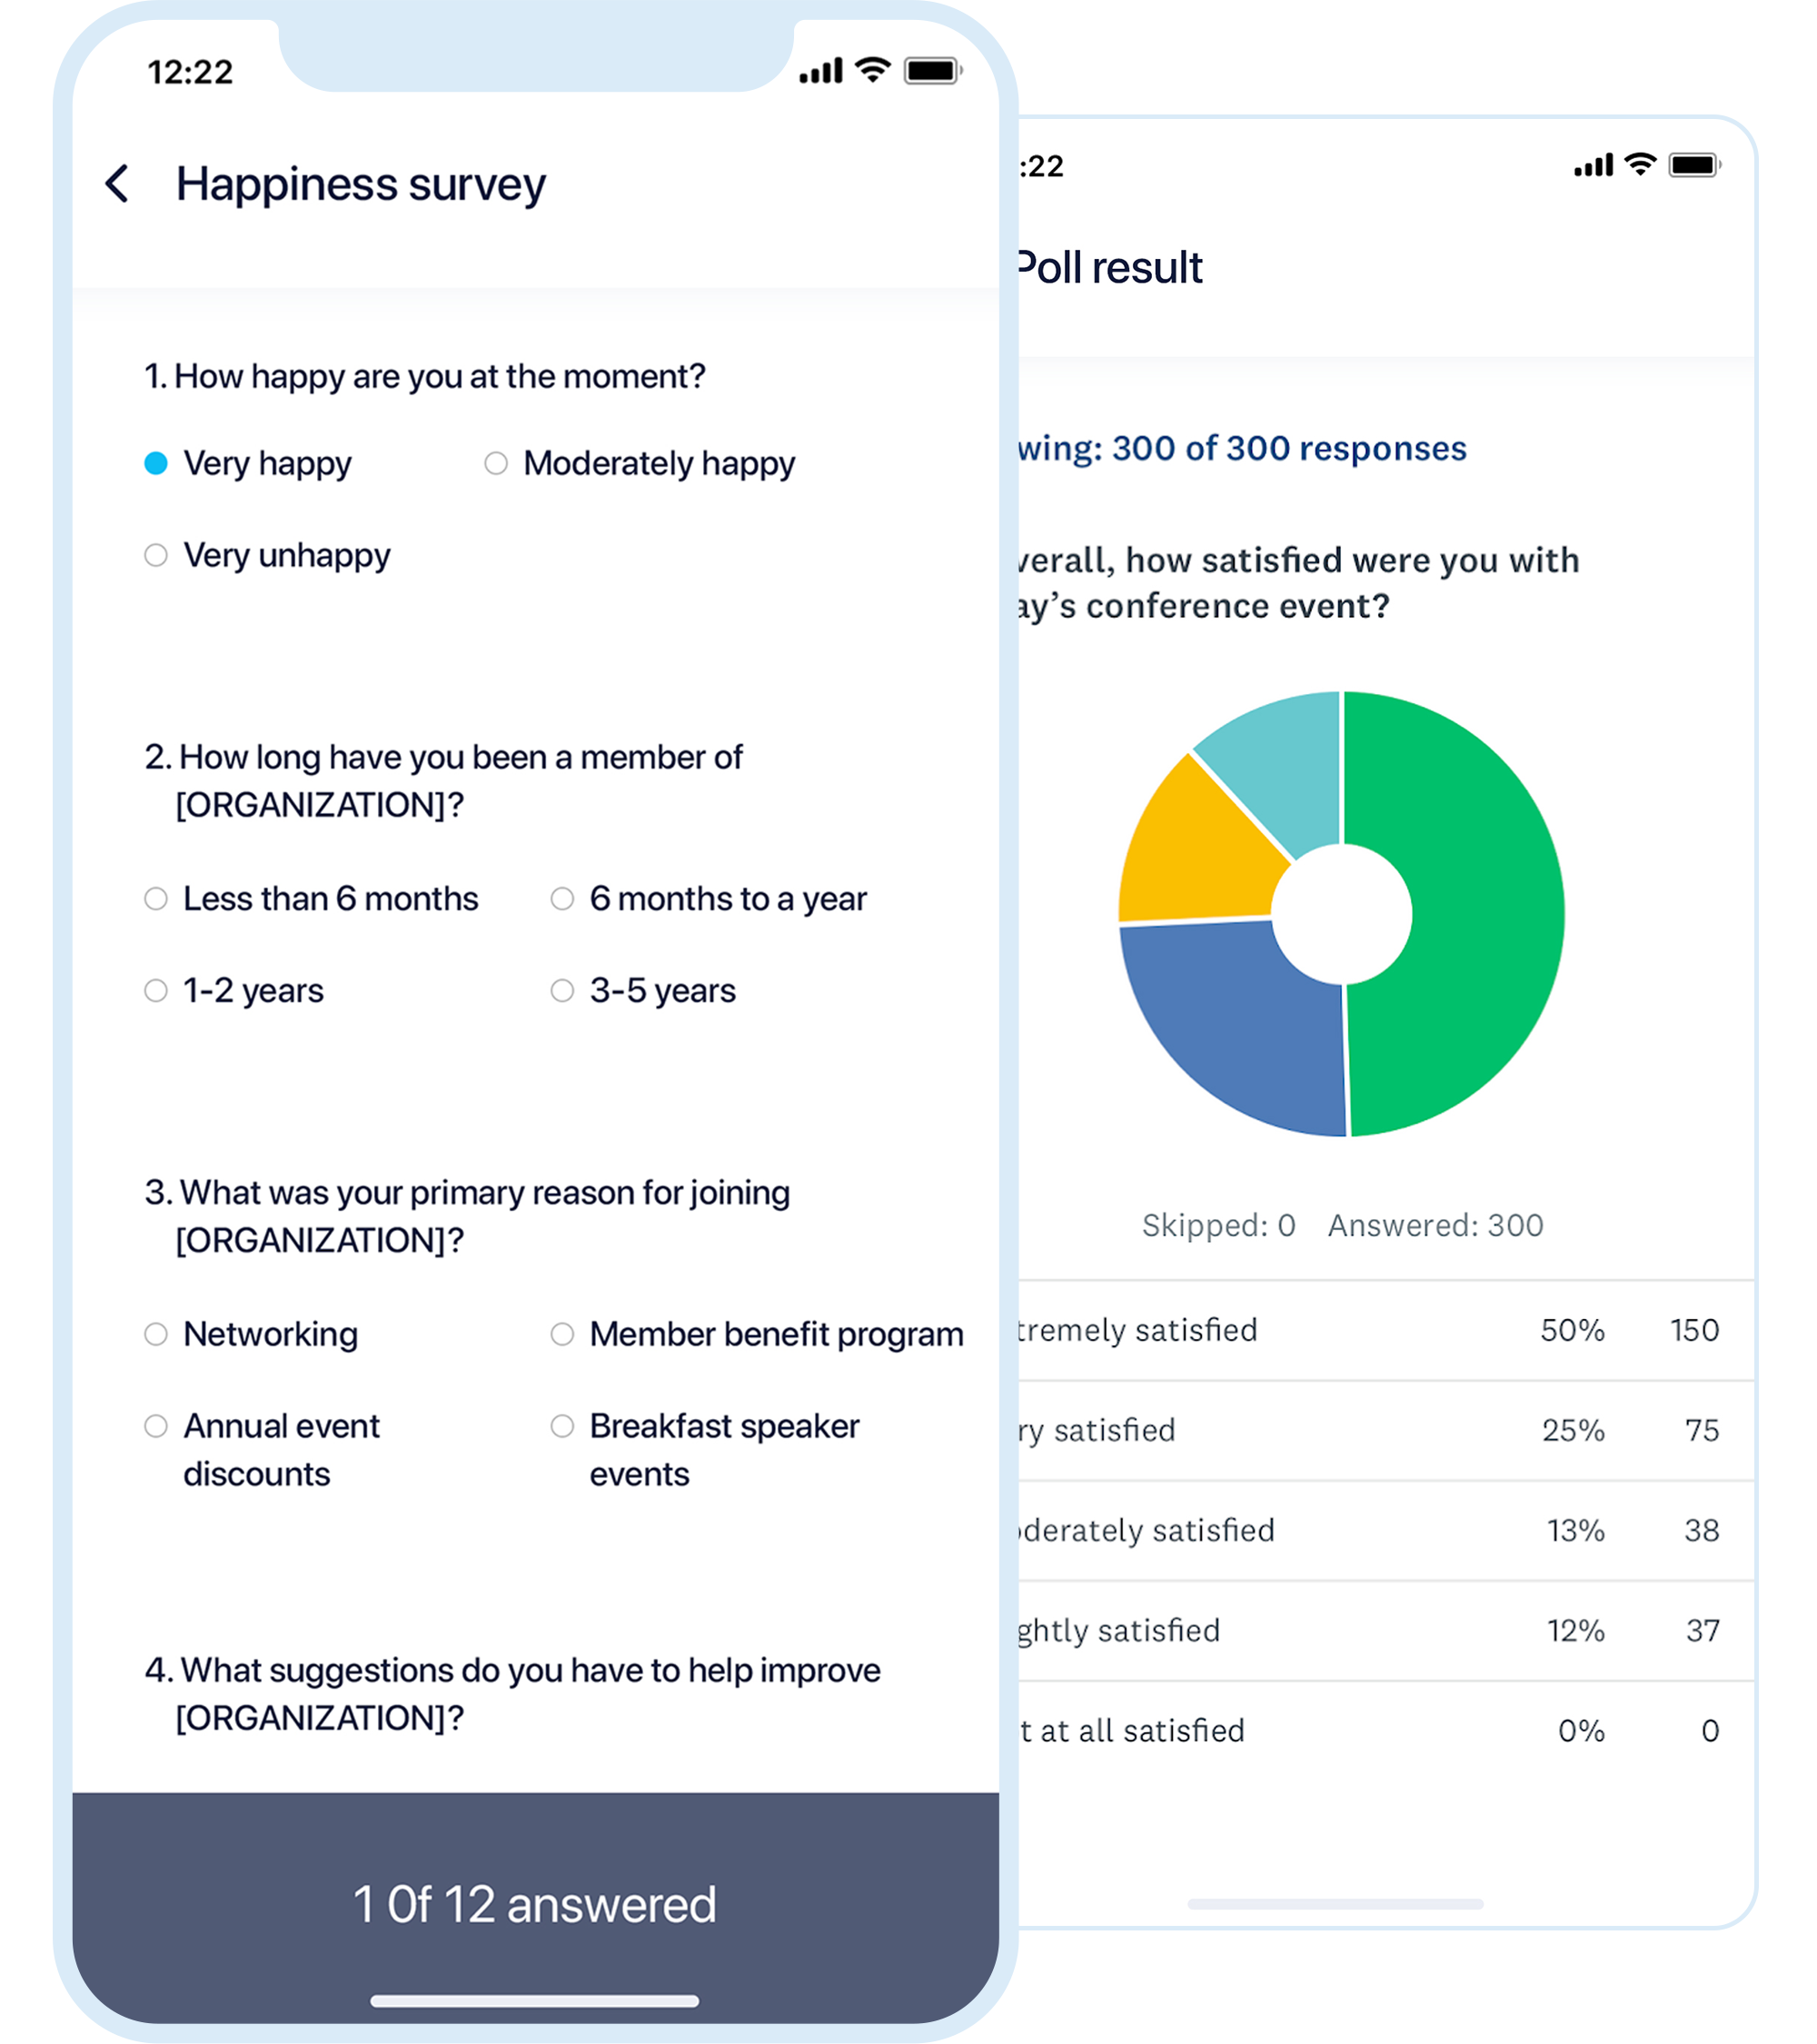 12:22
Happiness survey
1. How happy are you at the moment?
Very happy
Moderately happy
Very unhappy
2. How long have you been a member of
[ORGANIZATION]?
Less than 6 months
6 months to a year
1-2 years
3-5 years
3. What was your primary reason for joining
[ORGANIZATION]?
Networking
Member benefit program
Annual event
discounts
Breakfast speaker
events
4. What suggestions do you have to help improve
[ORGANIZATION]?
1 Of 12 answered
:22
Poll result
wing: 300 of 300 responses
verall, how satisfied were you with
ay’s conference event?
Skipped: 0 Answered: 300
tremely satisfied 50% 150
ry satisfied 25% 75
derately satisfied 13% 38
ghtly satisfied 12% 37
t at all satisfied 0% 0